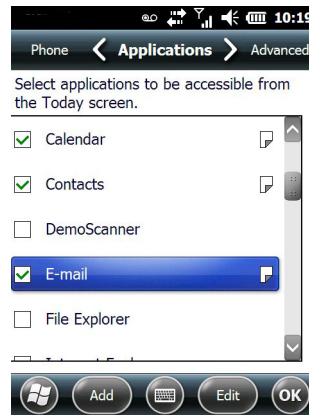 10:19
Phone Applications Advanced
Select applications to be accessible from
the Today screen.
Calendar
Contacts
DemoScanner
E-mail
File Explorer
Add Edit OK